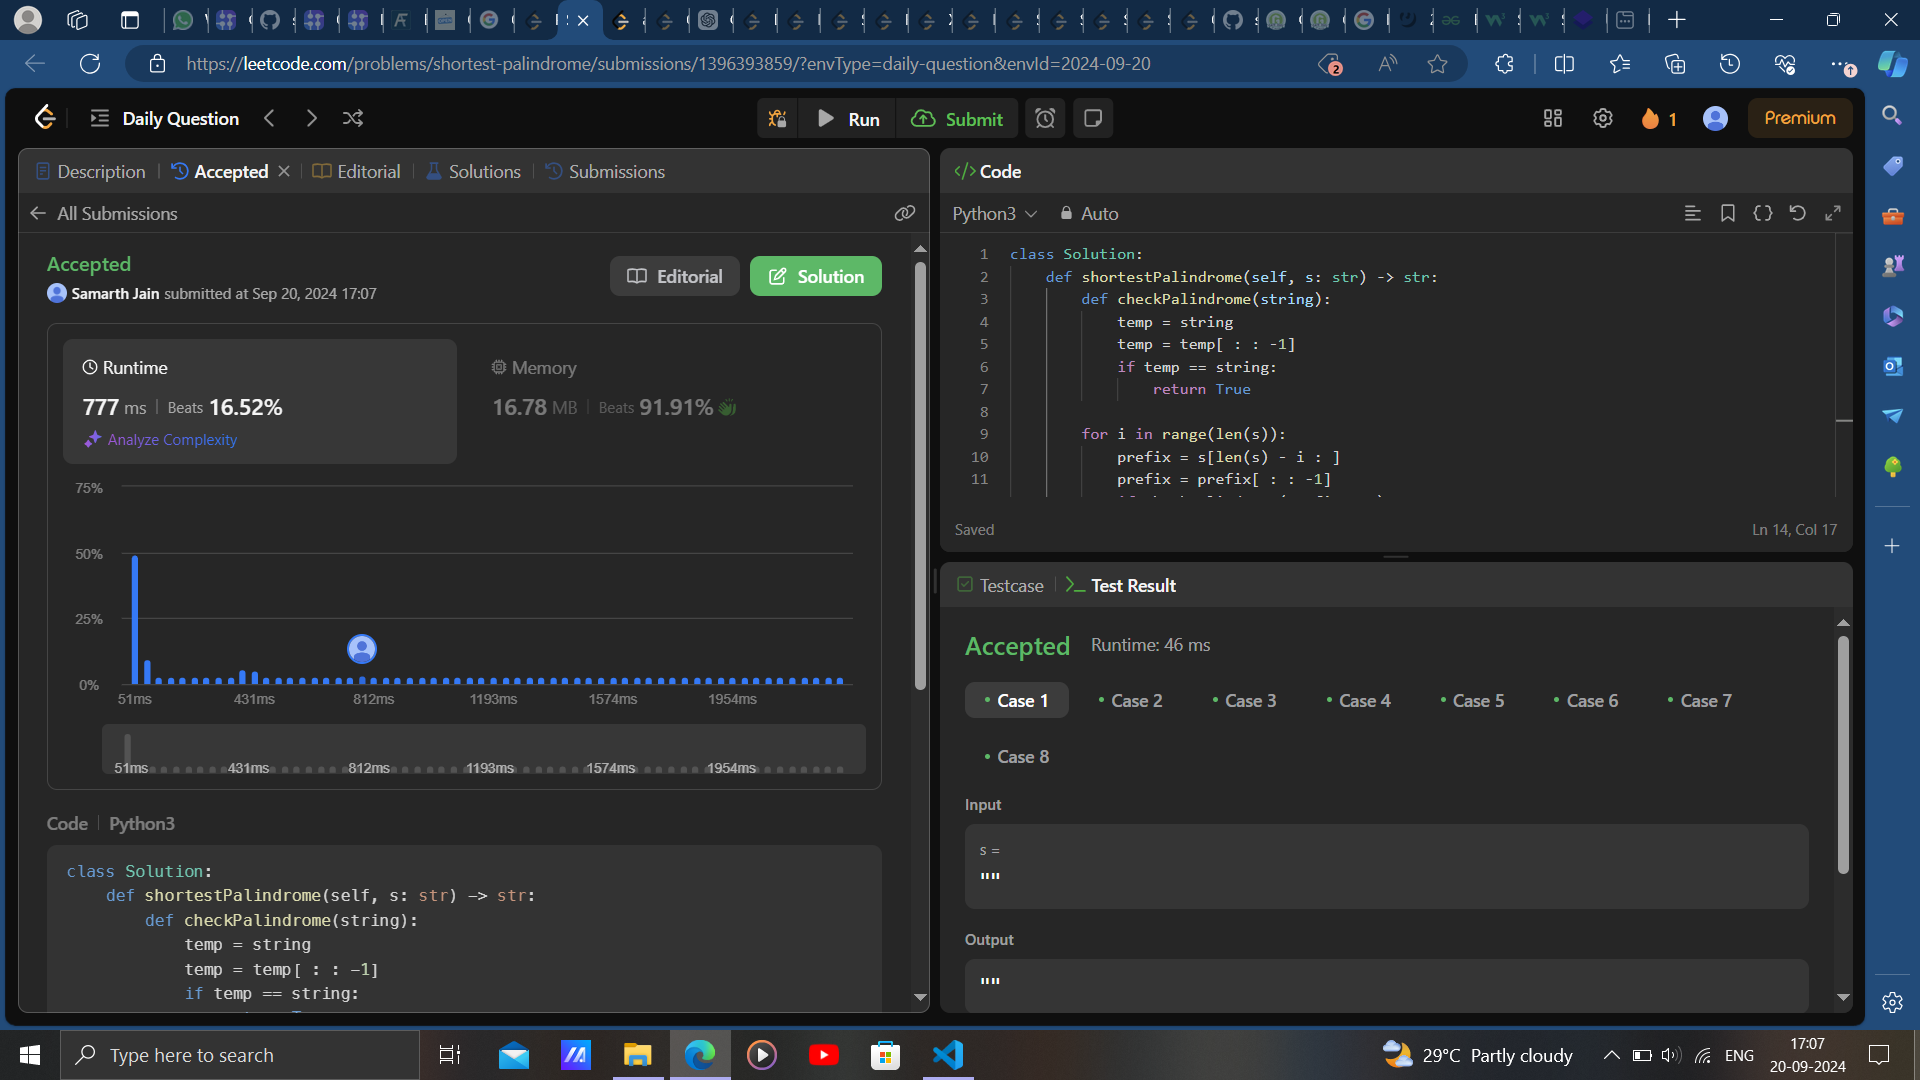 https://leetcode.com/problems/shortest-palindrome/submissions/1396393859/?envType=daily-question&envId=2024-09-20
2
Daily Question
Run
Submit
1
Premium
Description
Accepted
Editorial
Solutions
Submissions
All Submissions
Accepted
Samarth Jain submitted at Sep 20, 2024 17:07
Editorial
Solution
Runtime
777 ms | Beats 16.52%
Analyze Complexity
Memory
16.78 MB | Beats 91.91%
75%
50%
25%
0%
51ms 431ms 812ms 1193ms 1574ms 1954ms
51ms 431ms 812ms 1193ms 1574ms 1954ms
Code | Python3
class Solution:
def shortestPalindrome(self, s: str) -> str:
def checkPalindrome(string):
temp = string
temp = temp[ : : -1]
if temp == string:
</> Code
Python3
Auto
1 class Solution:
2 def shortestPalindrome(self, s: str) -> str:
3 def checkPalindrome(string):
4 temp = string
5 temp = temp[ : : -1]
6 if temp == string:
7 return True
8
9 for i in range(len(s)):
10 prefix = s[len(s) - i : ]
11 prefix = prefix[ : : -1]
Saved
Ln 14, Col 17
Testcase
Test Result
Accepted
Runtime: 46 ms
Case 1
Case 2
Case 3
Case 4
Case 5
Case 6
Case 7
Case 8
Input
s =
""
Output
""
Type here to search
29°C Partly cloudy
ENG
17:07
20-09-2024